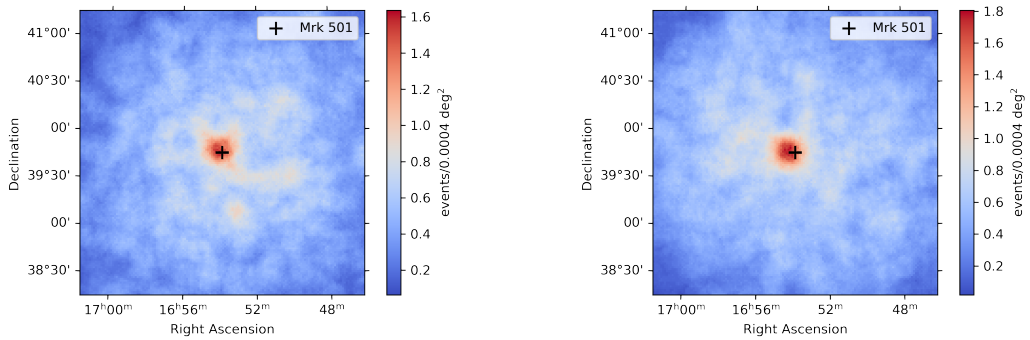 Mrk 501
41°00'
40°30'
00'
39°30'
00'
38°30'
Declination
17ʰ00ᵐ
16ʰ56ᵐ
52ᵐ
48ᵐ
Right Ascension
1.6
1.4
1.2
1.0
0.8
0.6
0.4
0.2
events/0.0004 deg²
Mrk 501
41°00'
40°30'
00'
39°30'
00'
38°30'
Declination
17ʰ00ᵐ
16ʰ56ᵐ
52ᵐ
48ᵐ
Right Ascension
1.8
1.6
1.4
1.2
1.0
0.8
0.6
0.4
0.2
events/0.0004 deg²